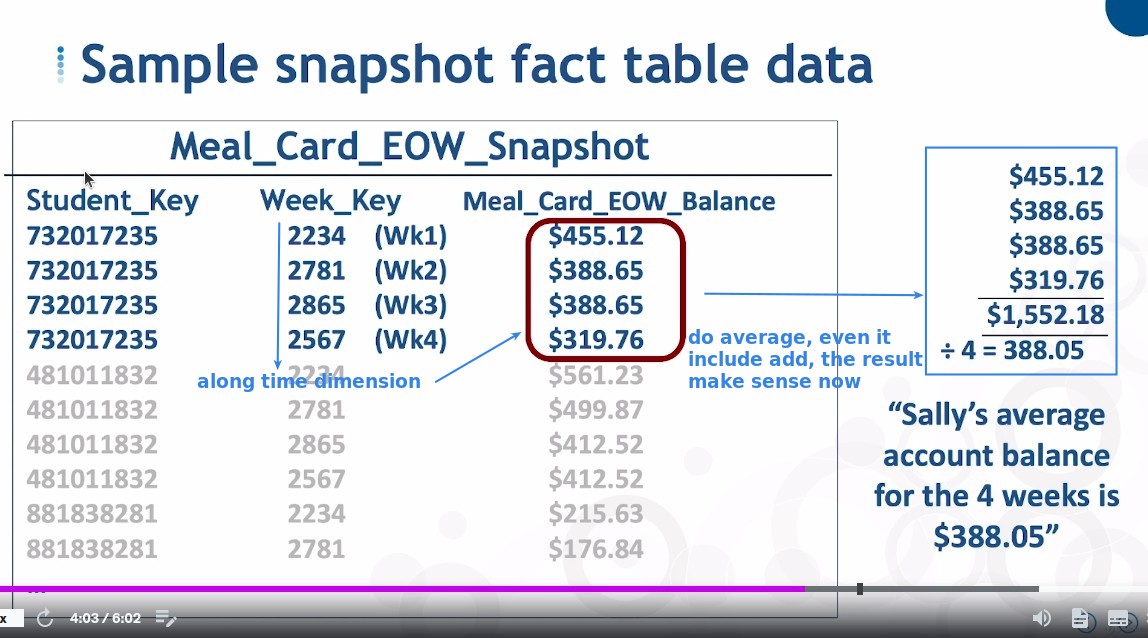 Sample snapshot fact table data
Meal_Card_EOW_Snapshot
Student_Key Week_Key Meal_Card_EOW_Balance
732017235 2234 (Wk1) $455.12
732017235 2781 (Wk2) $388.65
732017235 2865 (Wk3) $388.65
732017235 2567 (Wk4) $319.76
481011832 2234 $561.23
481011832 2781 $499.87
481011832 2865 $412.52
481011832 2567 $412.52
881838281 2234 $215.63
881838281 2781 $176.84
...
along time dimension
do average, even it
include add, the result
make sense now
$455.12
$388.65
$388.65
$319.76
$1,552.18
÷ 4 = 388.05
“Sally’s average
account balance
for the 4 weeks is
$388.05”
x 4:03 / 6:02